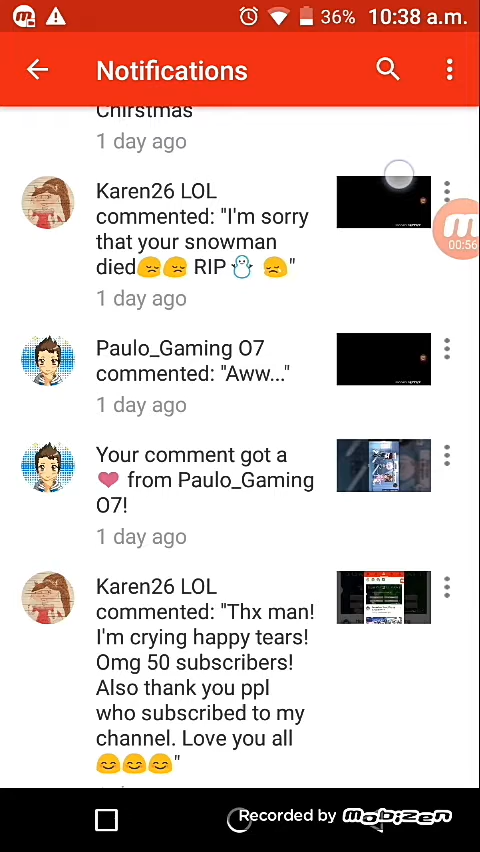 36% 10:38 a.m.
Notifications
Chirstmas
1 day ago
Karen26 LOL
commented: "I'm sorry
that your snowman
died😞😞 RIP⛄ 😢"
1 day ago
00:56
Paulo_Gaming O7
commented: "Aww..."
1 day ago
Your comment got a
❤ from Paulo_Gaming
O7!
1 day ago
Karen26 LOL
commented: "Thx man!
I'm crying happy tears!
Omg 50 subscribers!
Also thank you ppl
who subscribed to my
channel. Love you all
😊😊😊"
Recorded by Mobizen